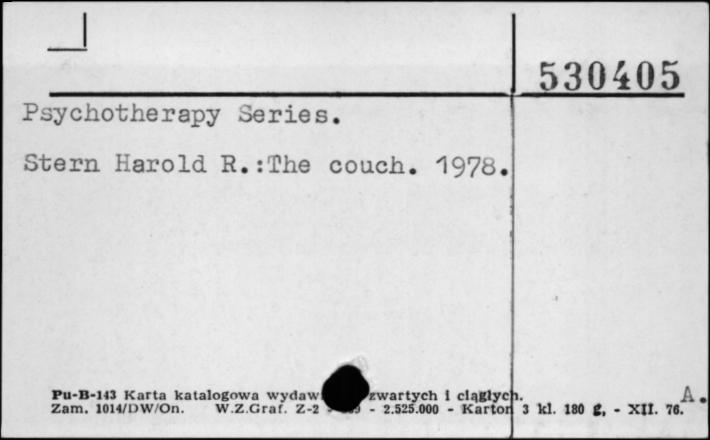 530405
Psychotherapy Series.
Stern Harold R.:The couch. 1978.
Pu-B-143 Karta katalogowa zwartych i ciągłych.
A.
Zam. 1014/DW/On. W.Z.Graf. Z-2 - 2.525.000 - Karton 3 kl. 180 g, - XII. 76.